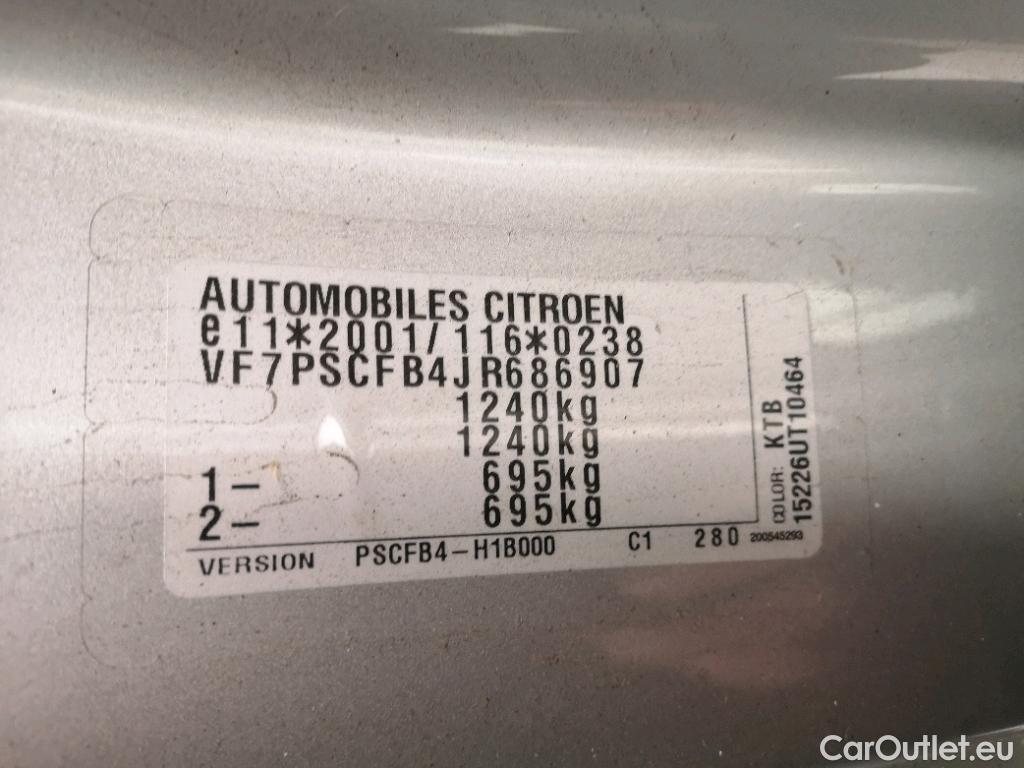 AUTOMOBILES CITROEN
e11*2001/116*0238
VF7PSCFB4JR686907
1240kg
1240kg
1- 695kg
2- 695kg
VERSION PSCFB4-H1B000 C1 280
COLOR: KTB
15226UT10464
200545293
CarOutlet.eu